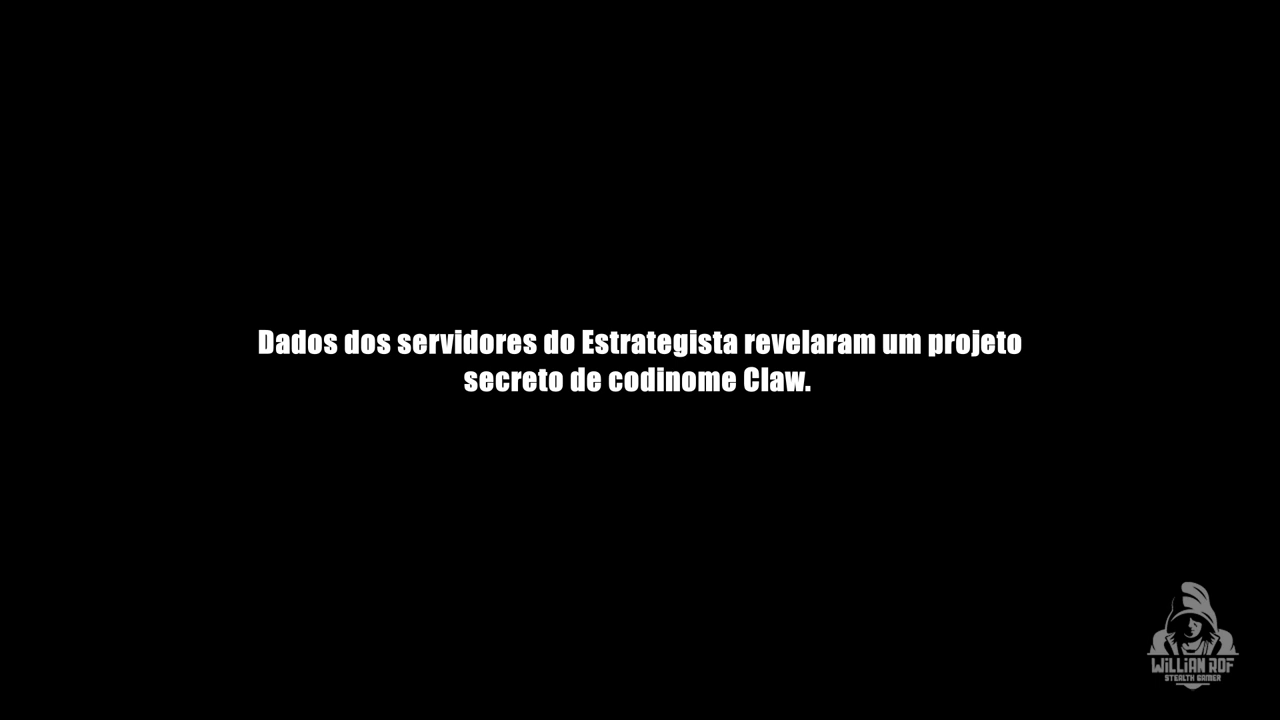 Dados dos servidores do Estrategista revelaram um projeto
secreto de codinome Claw.
WILLIAN ROF
STEALTH GAMER